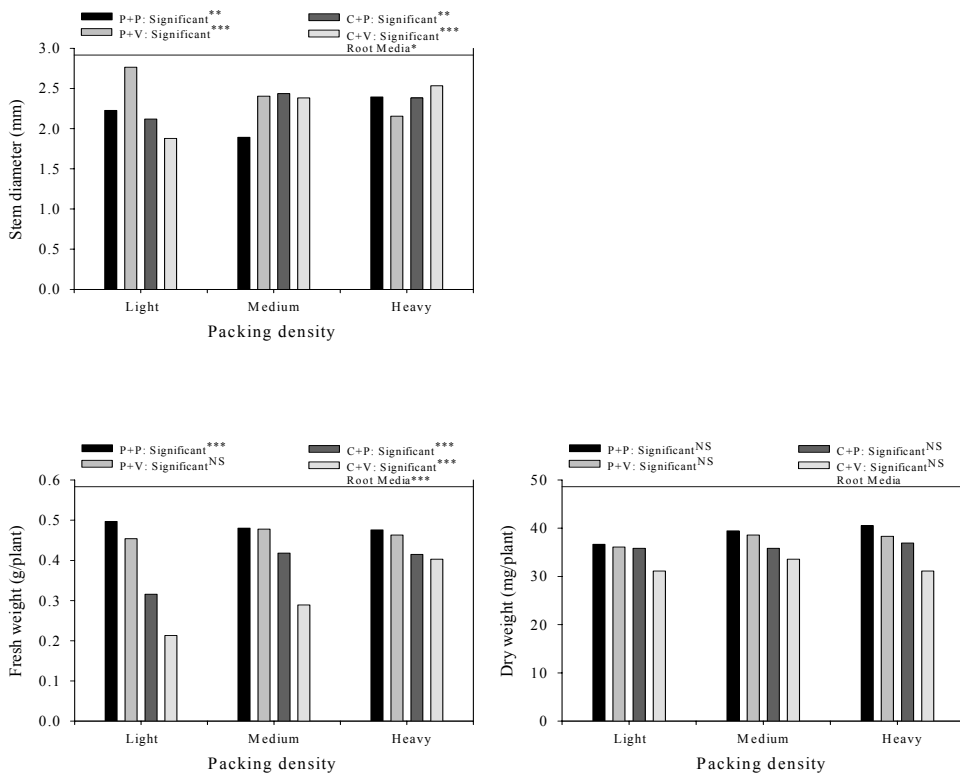 P+P: Significant** C+P: Significant**
P+V: Significant*** C+V: Significant***
Root Media*
Stem diameter (mm)
3.0
2.5
2.0
1.5
1.0
0.5
0.0
Light Medium Heavy
Packing density
P+P: Significant*** C+P: Significant***
P+V: SignificantNS C+V: Significant***
Root Media***
Fresh weight (g/plant)
0.6
0.5
0.4
0.3
0.2
0.1
0.0
Light Medium Heavy
Packing density
P+P: SignificantNS C+P: SignificantNS
P+V: SignificantNS C+V: SignificantNS
Root Media
Dry weight (mg/plant)
50
40
30
20
10
0
Light Medium Heavy
Packing density